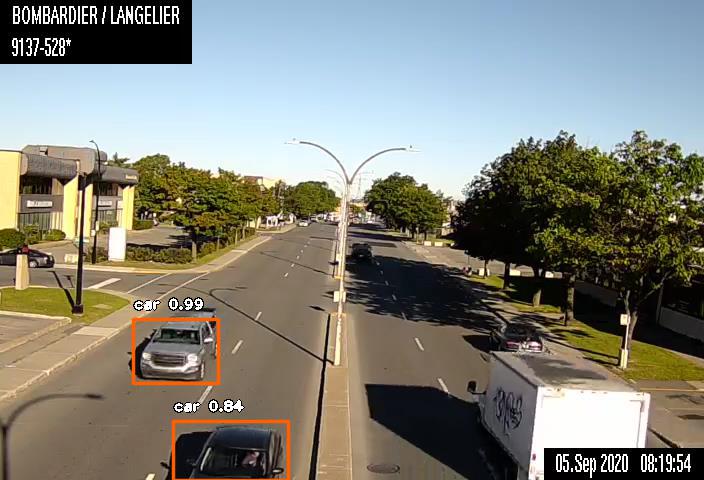 BOMBARDIER / LANGELIER
9137-528*
car 0.99
car 0.84
05.Sep 2020 08:19:54